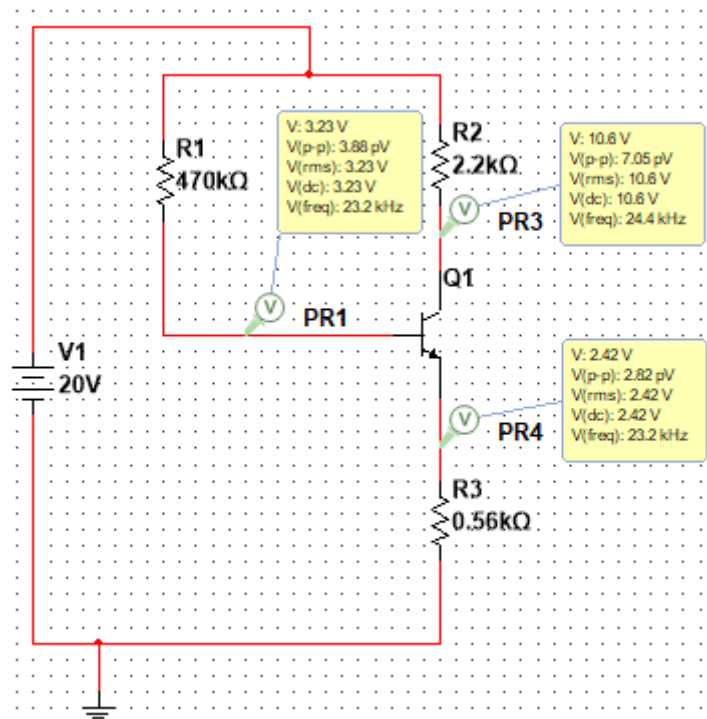 R1
470kΩ
V: 3.23 V
V(p-p): 3.88 pV
V(rms): 3.23 V
V(dc): 3.23 V
V(freq): 23.2 kHz
R2
2.2kΩ
V: 10.6 V
V(p-p): 7.05 pV
V(rms): 10.6 V
V(dc): 10.6 V
V(freq): 24.4 kHz
V
PR3
Q1
V
PR1
V1
20V
V: 2.42 V
V(p-p): 2.82 pV
V(rms): 2.42 V
V(dc): 2.42 V
V(freq): 23.2 kHz
V
PR4
R3
0.56kΩ